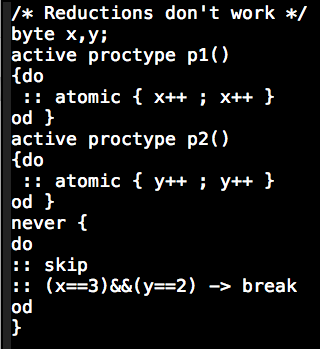 /* Reductions don't work */
byte x,y;
active proctype p1()
{do
 :: atomic { x++ ; x++ }
od }
active proctype p2()
{do
 :: atomic { y++ ; y++ }
od }
never {
do
:: skip
:: (x==3)&&(y==2) -> break
od
}